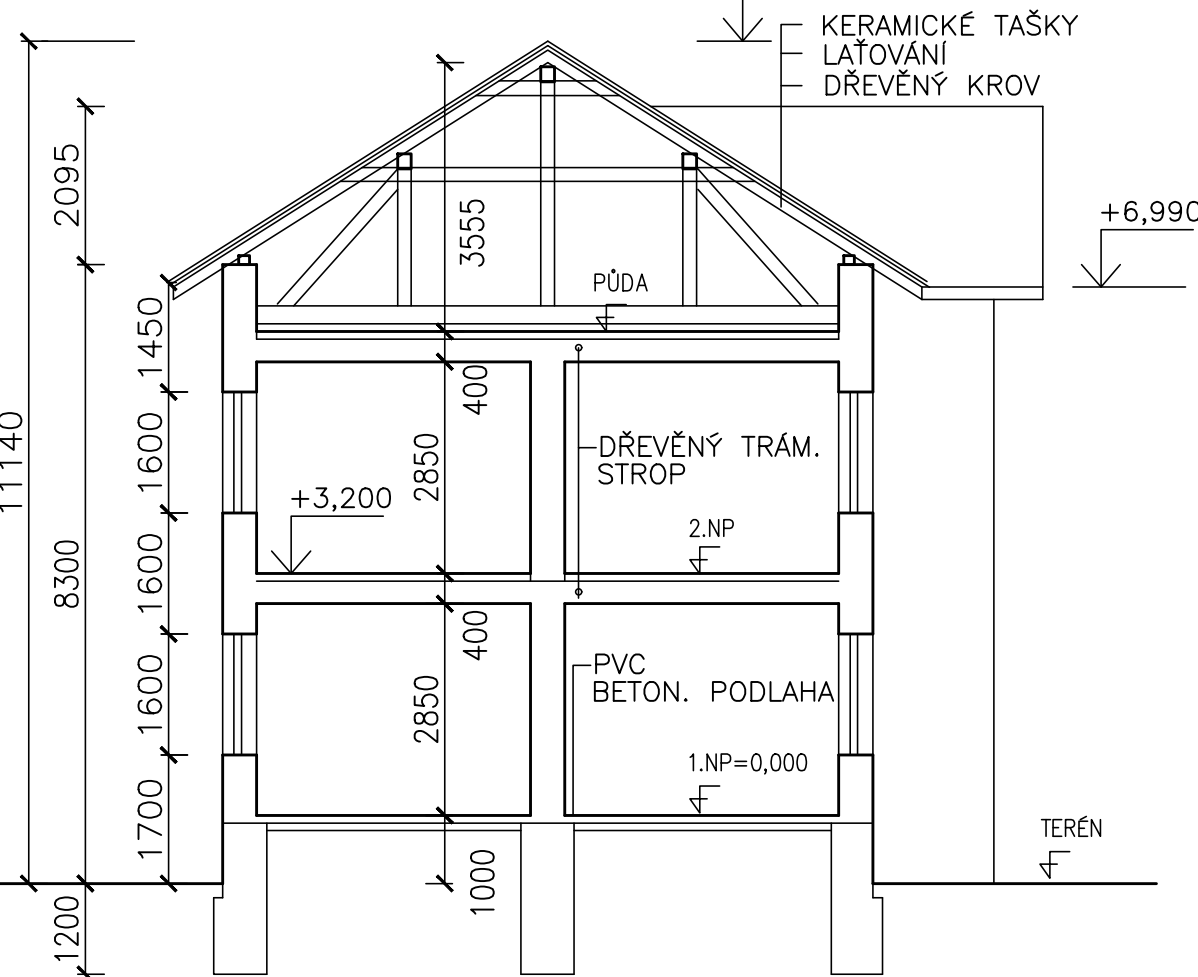 KERAMICKÉ TAŠKY
LAŤOVÁNÍ
DŘEVĚNÝ KROV
2095
3555
+6,990
PŮDA
1450
400
11140
1600
2850
DŘEVĚNÝ TRÁM.
STROP
+3,200
2.NP
8300
1600
400
1600
2850
PVC
BETON. PODLAHA
1.NP=0,000
1700
TERÉN
1000
1200